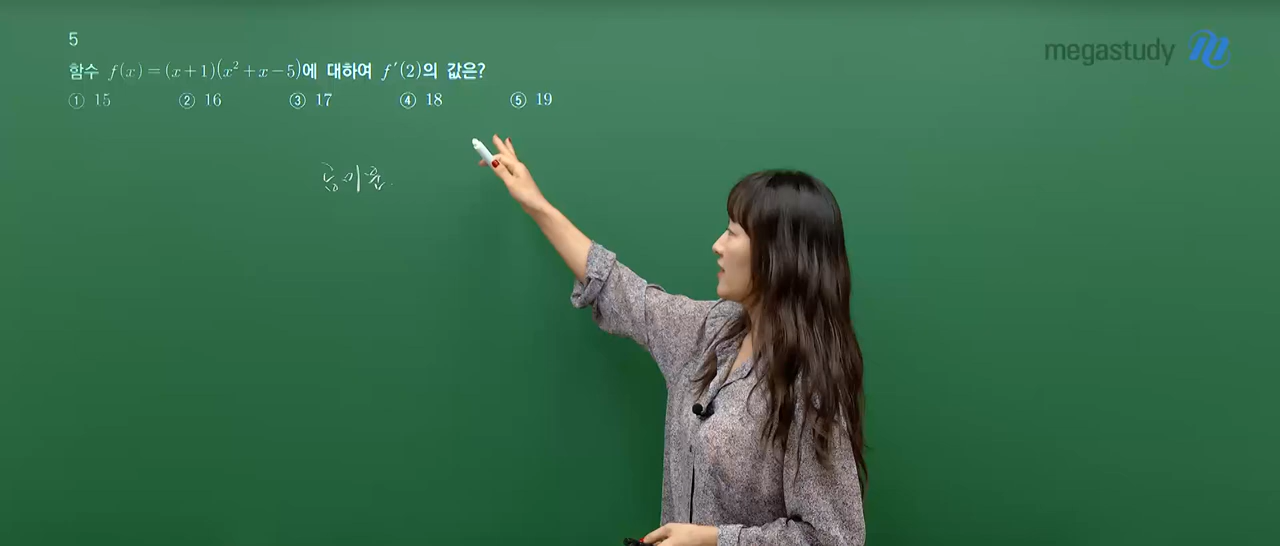 5
megastudy
함수 f(x)=(x+1)(x²+x-5)에 대하여 f′(2)의 값은?
① 15 ② 16 ③ 17 ④ 18 ⑤ 19